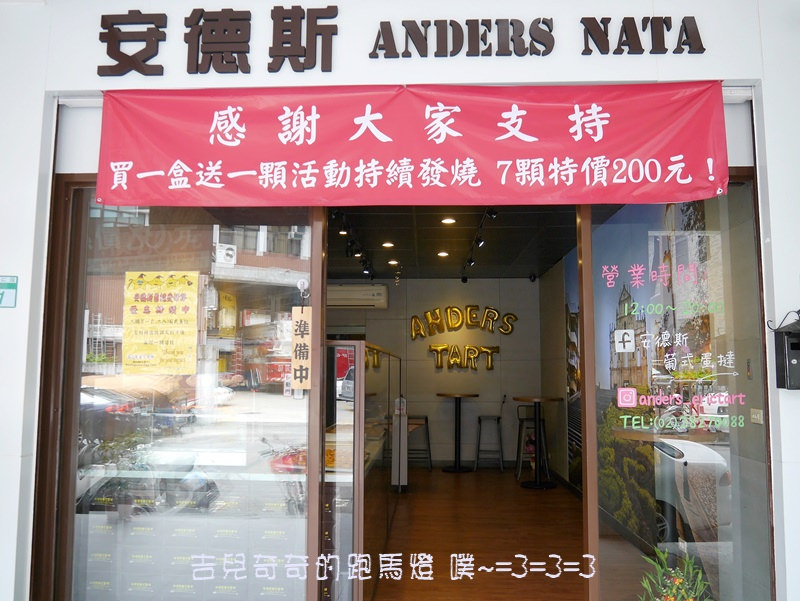 安德斯 ANDERS NATA
感謝大家支持
買一盒送一顆活動持續發燒 7顆特價200元！
準備中
ANDERS
TART
營業時間:
安德斯
葡式蛋撻
吉兒奇奇的跑馬燈 噗~=3=3=3